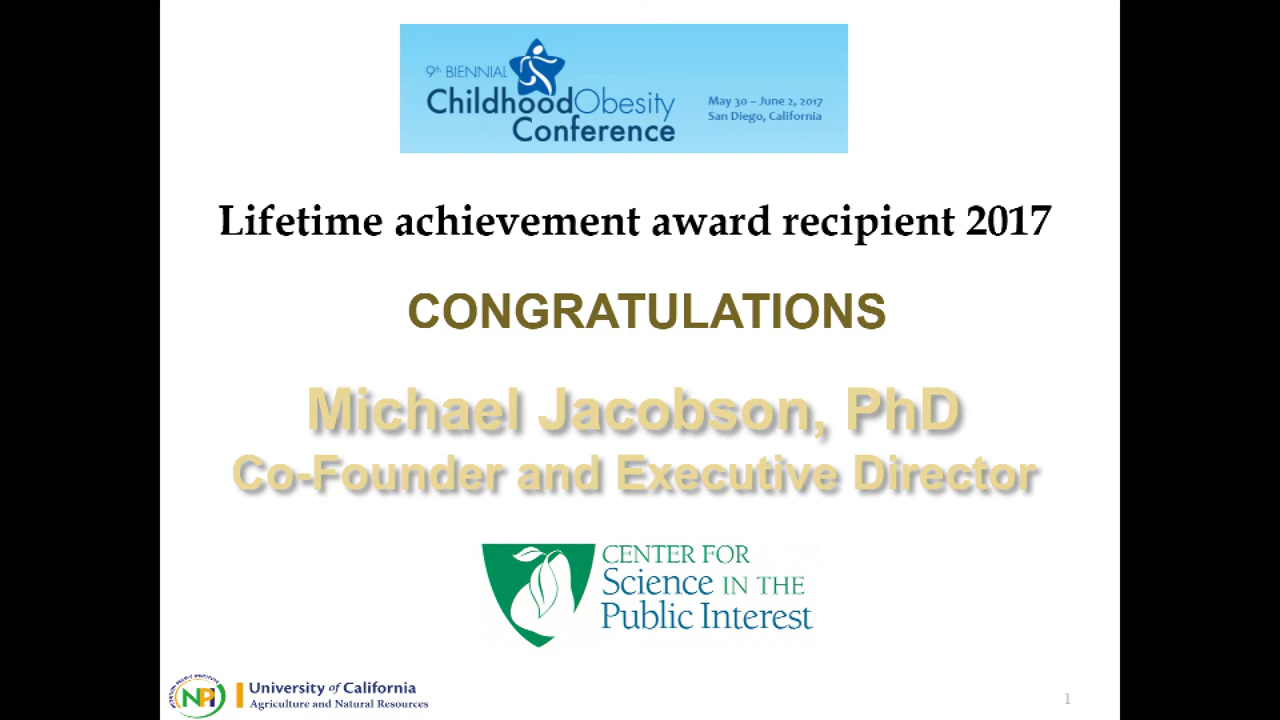 9th BIENNIAL
ChildhoodObesity
Conference
May 30 – June 2, 2017
San Diego, California
Lifetime achievement award recipient 2017
CONGRATULATIONS
Michael Jacobson, PhD
Co-Founder and Executive Director
CENTER FOR
Science IN THE
Public Interest
NPI
University of California
Agriculture and Natural Resources
1